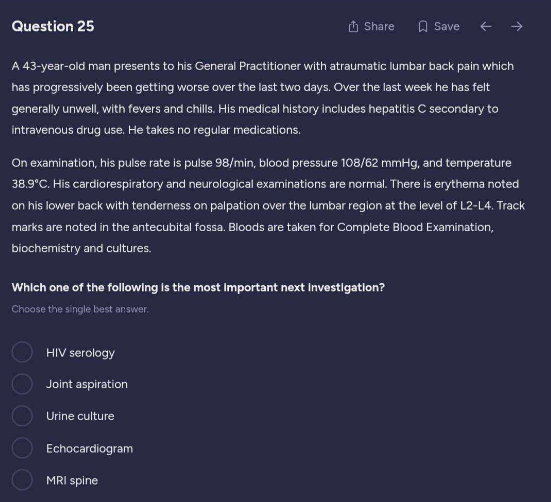 Question 25
Share
Save
A 43-year-old man presents to his General Practitioner with atraumatic lumbar back pain which
has progressively been getting worse over the last two days. Over the last week he has felt
generally unwell, with fevers and chills. His medical history includes hepatitis C secondary to
intravenous drug use. He takes no regular medications.
On examination, his pulse rate is pulse 98/min, blood pressure 108/62 mmHg, and temperature
38.9°C. His cardiorespiratory and neurological examinations are normal. There is erythema noted
on his lower back with tenderness on palpation over the lumbar region at the level of L2-L4. Track
marks are noted in the antecubital fossa. Bloods are taken for Complete Blood Examination,
biochemistry and cultures.
Which one of the following is the most important next investigation?
Choose the single best answer.
HIV serology
Joint aspiration
Urine culture
Echocardiogram
MRI spine